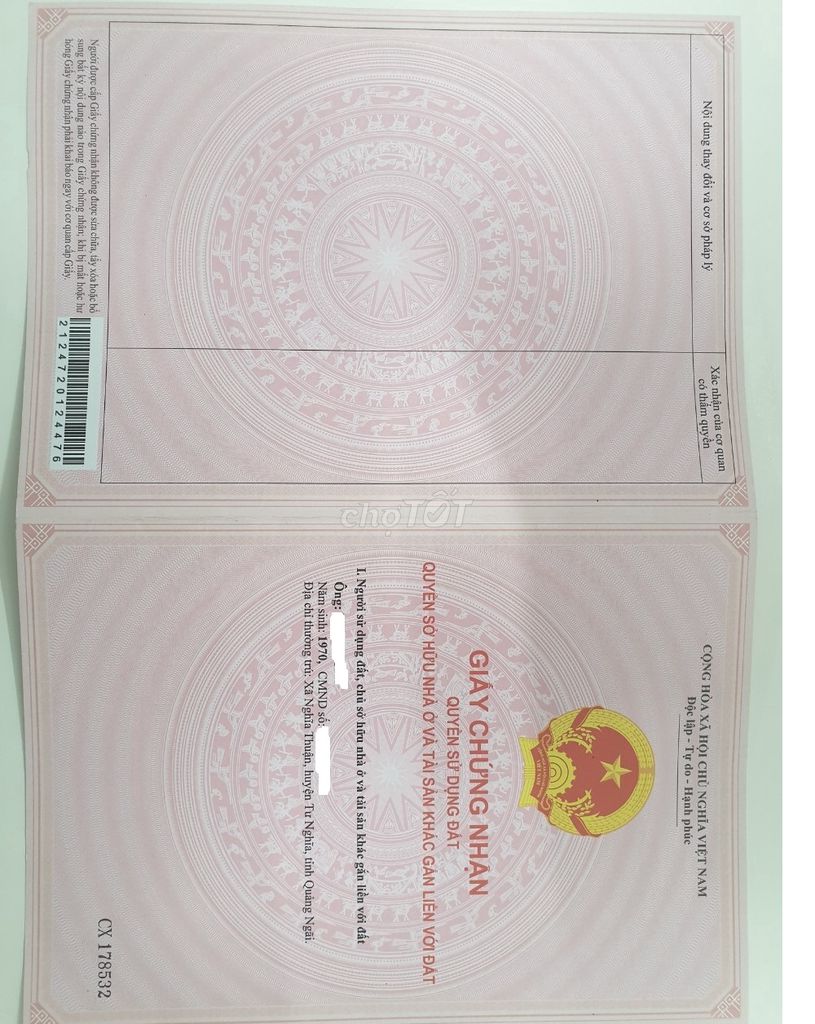 Nội dung thay đổi và cơ sở pháp lý
Xác nhận của cơ quan
có thẩm quyền
Người được cấp Giấy chứng nhận không được sửa chữa, tẩy xóa hoặc bổ
sung bất kỳ nội dung nào trong Giấy chứng nhận; khi bị mất hoặc hư
hỏng Giấy chứng nhận phải khai báo ngay với cơ quan cấp Giấy.
2124720124476
chợTỐT
CỘNG HÒA XÃ HỘI CHỦ NGHĨA VIỆT NAM
Độc lập - Tự do - Hạnh phúc
VIỆT NAM
GIẤY CHỨNG NHẬN
QUYỀN SỬ DỤNG ĐẤT
QUYỀN SỞ HỮU NHÀ Ở VÀ TÀI SẢN KHÁC GẮN LIỀN VỚI ĐẤT
I. Người sử dụng đất, chủ sở hữu nhà ở và tài sản khác gắn liền với đất
Ông:
Năm sinh: 1970, CMND số:
Địa chỉ thường trú: Xã Nghĩa Thuận, huyện Tư Nghĩa, tỉnh Quảng Ngãi.
CX 178532